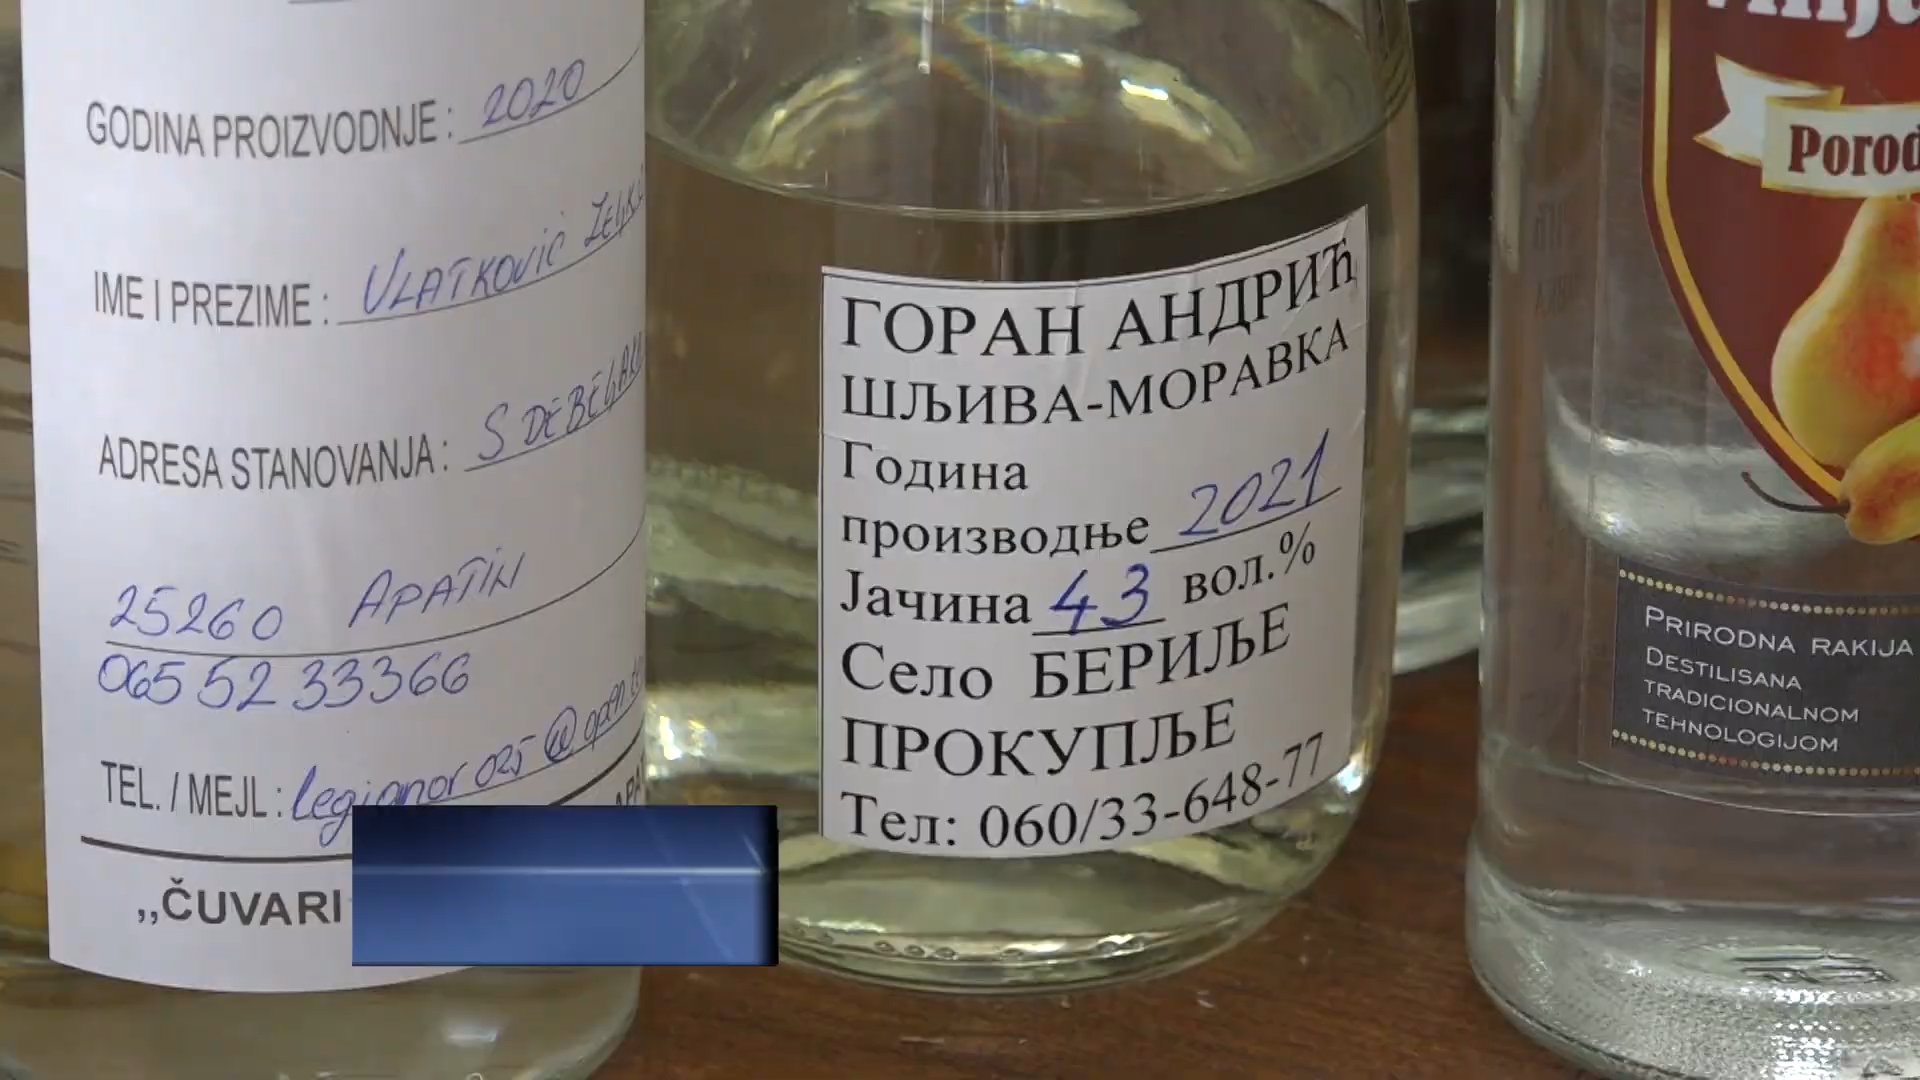 GODINA PROIZVODNJE : 2020
IME I PREZIME : VLATKOVIĆ
ADRESA STANOVANJA : S
25260 APATIN
065 52 33366
TEL. / MEJL : legionar025@open
„ČUVARI
ГОРАН АНДРИЋ
ШЉИВА-МОРАВКА
Година
производње 2021
Јачина 43 вол.%
Село БЕРИЉЕ
ПРОКУПЉЕ
Тел: 060/33-648-77
Porod
PRIRODNA RAKIJA
DESTILISANA
TRADICIONALNOM
TEHNOLOGIJOM